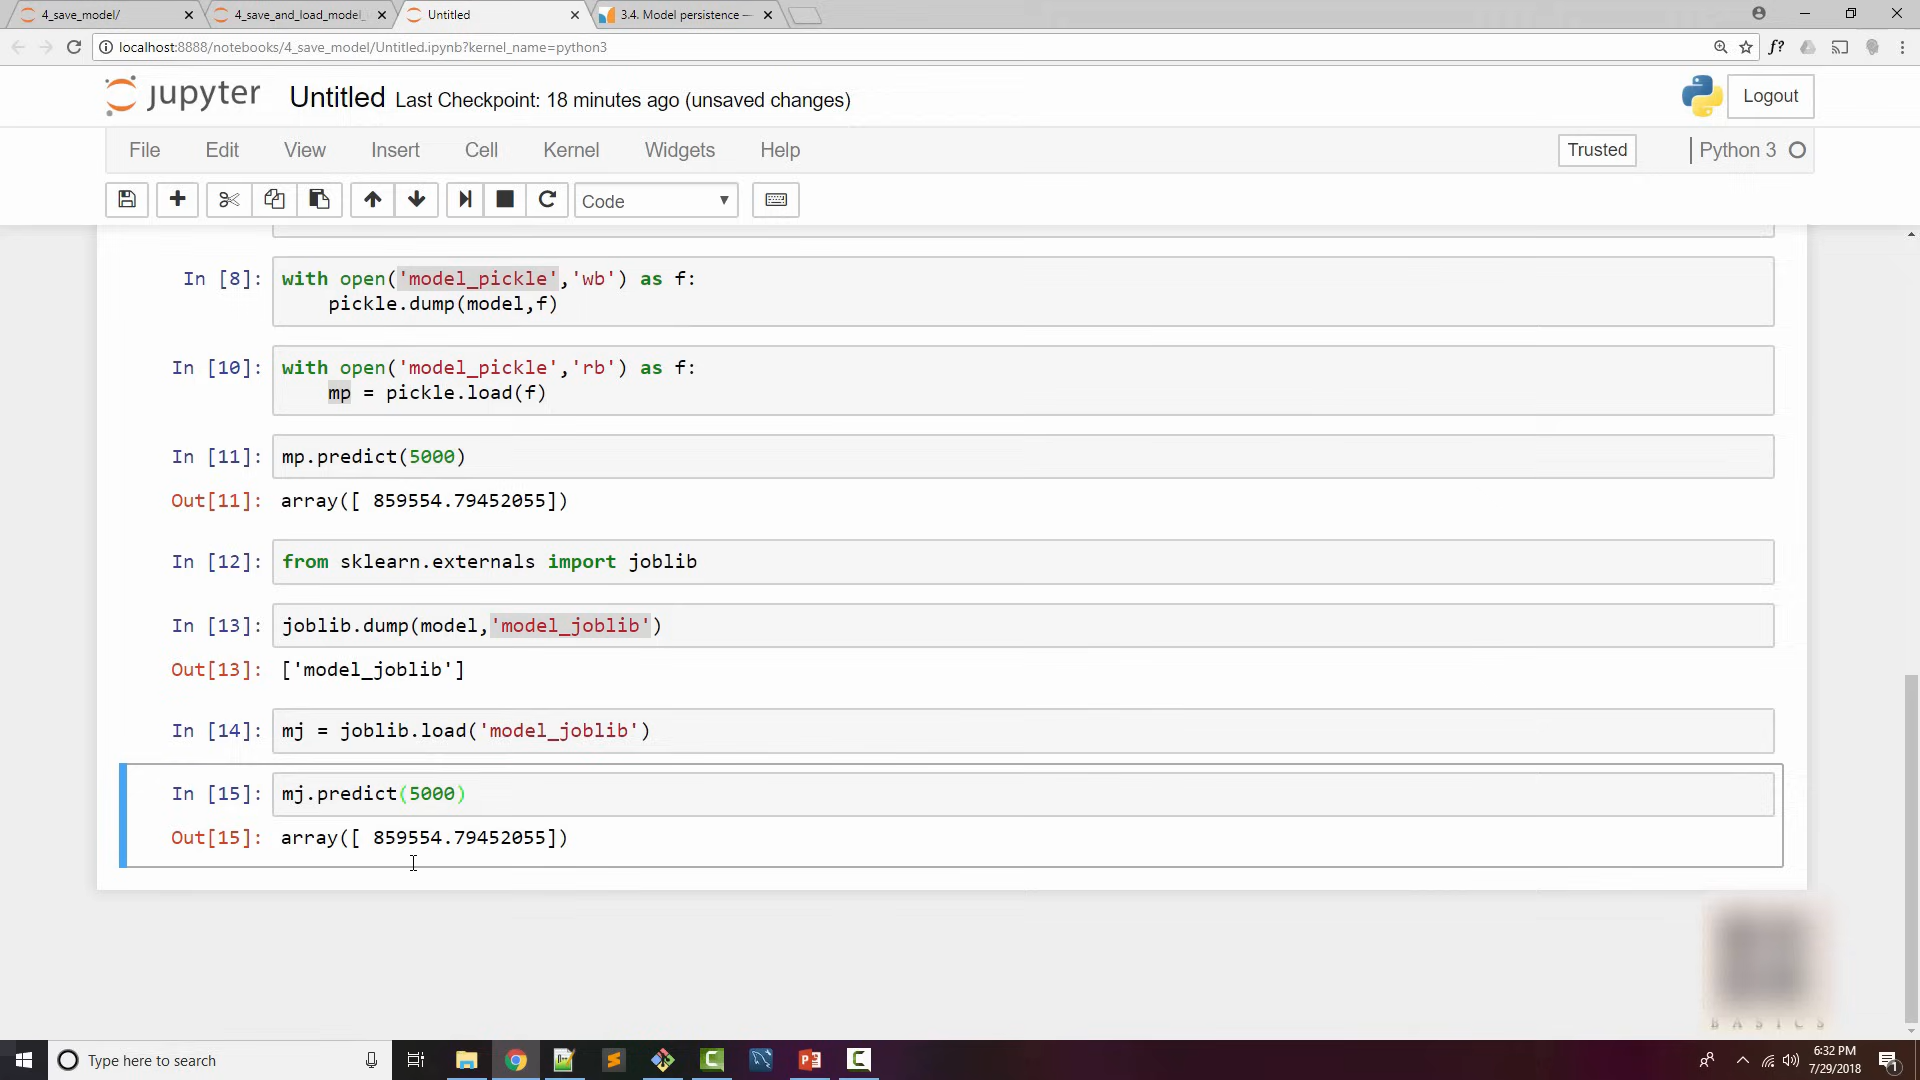 4_save_model/
4_save_and_load_model_
Untitled
3.4. Model persistence —
localhost:8888/notebooks/4_save_model/Untitled.ipynb?kernel_name=python3
f?
jupyter
Untitled Last Checkpoint: 18 minutes ago (unsaved changes)
Logout
File Edit View Insert Cell Kernel Widgets Help
Trusted
Python 3
Code
In [8]: with open('model_pickle','wb') as f:
pickle.dump(model,f)
In [10]: with open('model_pickle','rb') as f:
mp = pickle.load(f)
In [11]: mp.predict(5000)
Out[11]: array([ 859554.79452055])
In [12]: from sklearn.externals import joblib
In [13]: joblib.dump(model,'model_joblib')
Out[13]: ['model_joblib']
In [14]: mj = joblib.load('model_joblib')
In [15]: mj.predict(5000)
Out[15]: array([ 859554.79452055])
BASICS
Type here to search
6:32 PM
7/29/2018
1